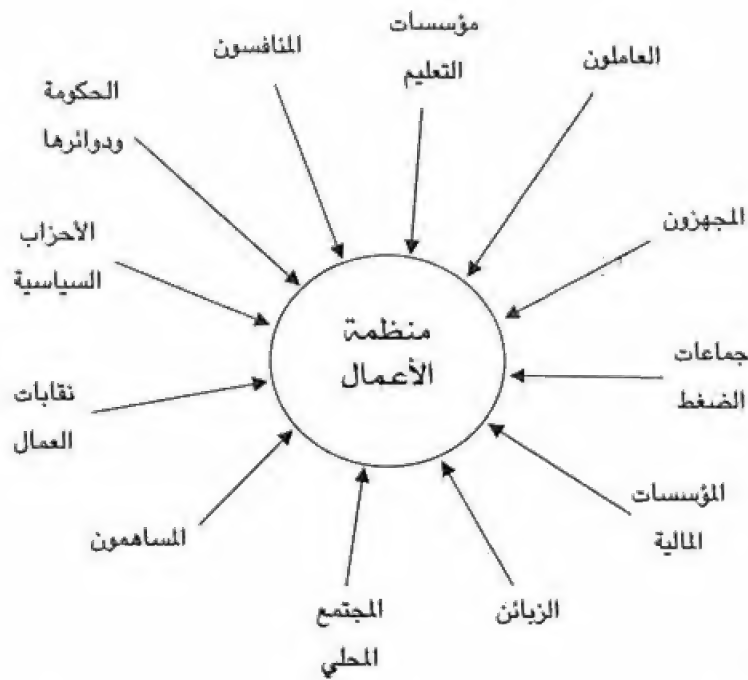 مؤسسات
التعليم
العاملون
المنافسون
الحكومة
ودوائرها
المجهزون
الأحزاب
السياسية
منظمة
الأعمال
جماعات
الضغط
نقابات
العمال
المؤسسات
المالية
المساهمون
الزبائن
المجتمع
المحلي